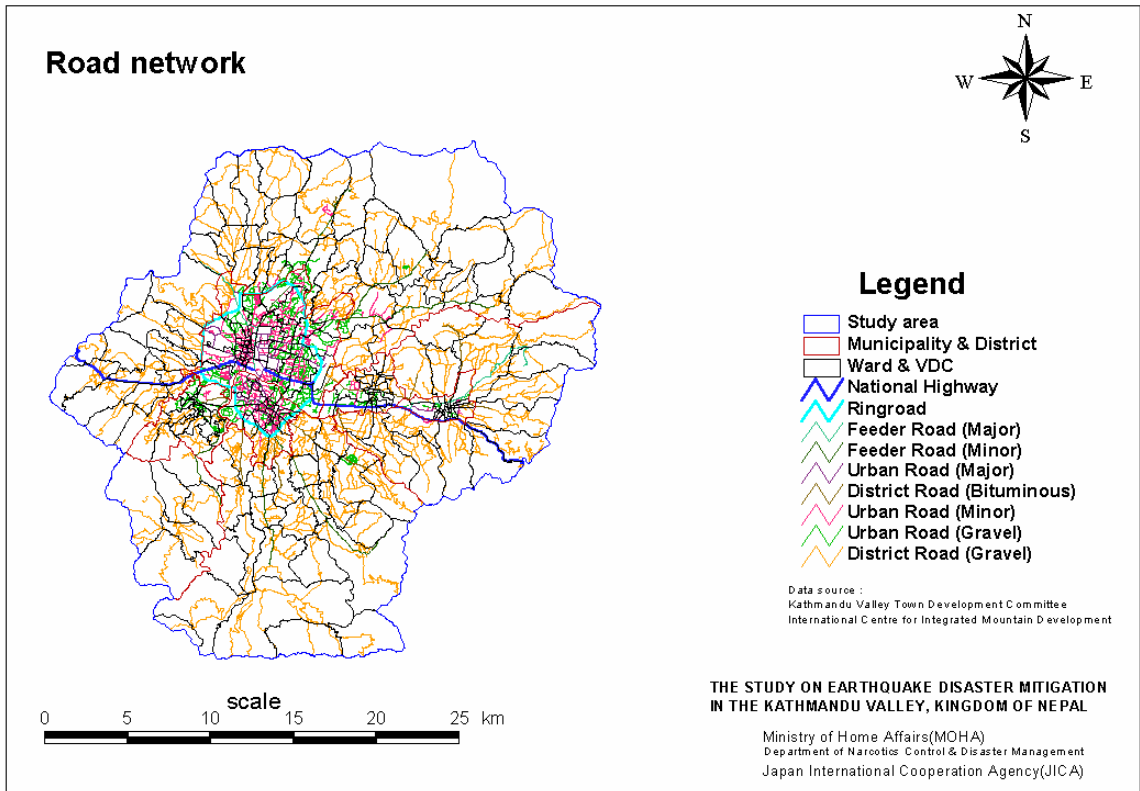 Road network
N
W E
S
Legend
Study area
Municipality & District
Ward & VDC
National Highway
Ringroad
Feeder Road (Major)
Feeder Road (Minor)
Urban Road (Major)
District Road (Bituminous)
Urban Road (Minor)
Urban Road (Gravel)
District Road (Gravel)
Data source :
Kathmandu Valley Town Development Committee
International Centre for Integrated Mountain Development
scale
0 5 10 15 20 25 km
THE STUDY ON EARTHQUAKE DISASTER MITIGATION
IN THE KATHMANDU VALLEY, KINGDOM OF NEPAL
Ministry of Home Affairs(MOHA)
Department of Narcotics Control & Disaster Management
Japan International Cooperation Agency(JICA)